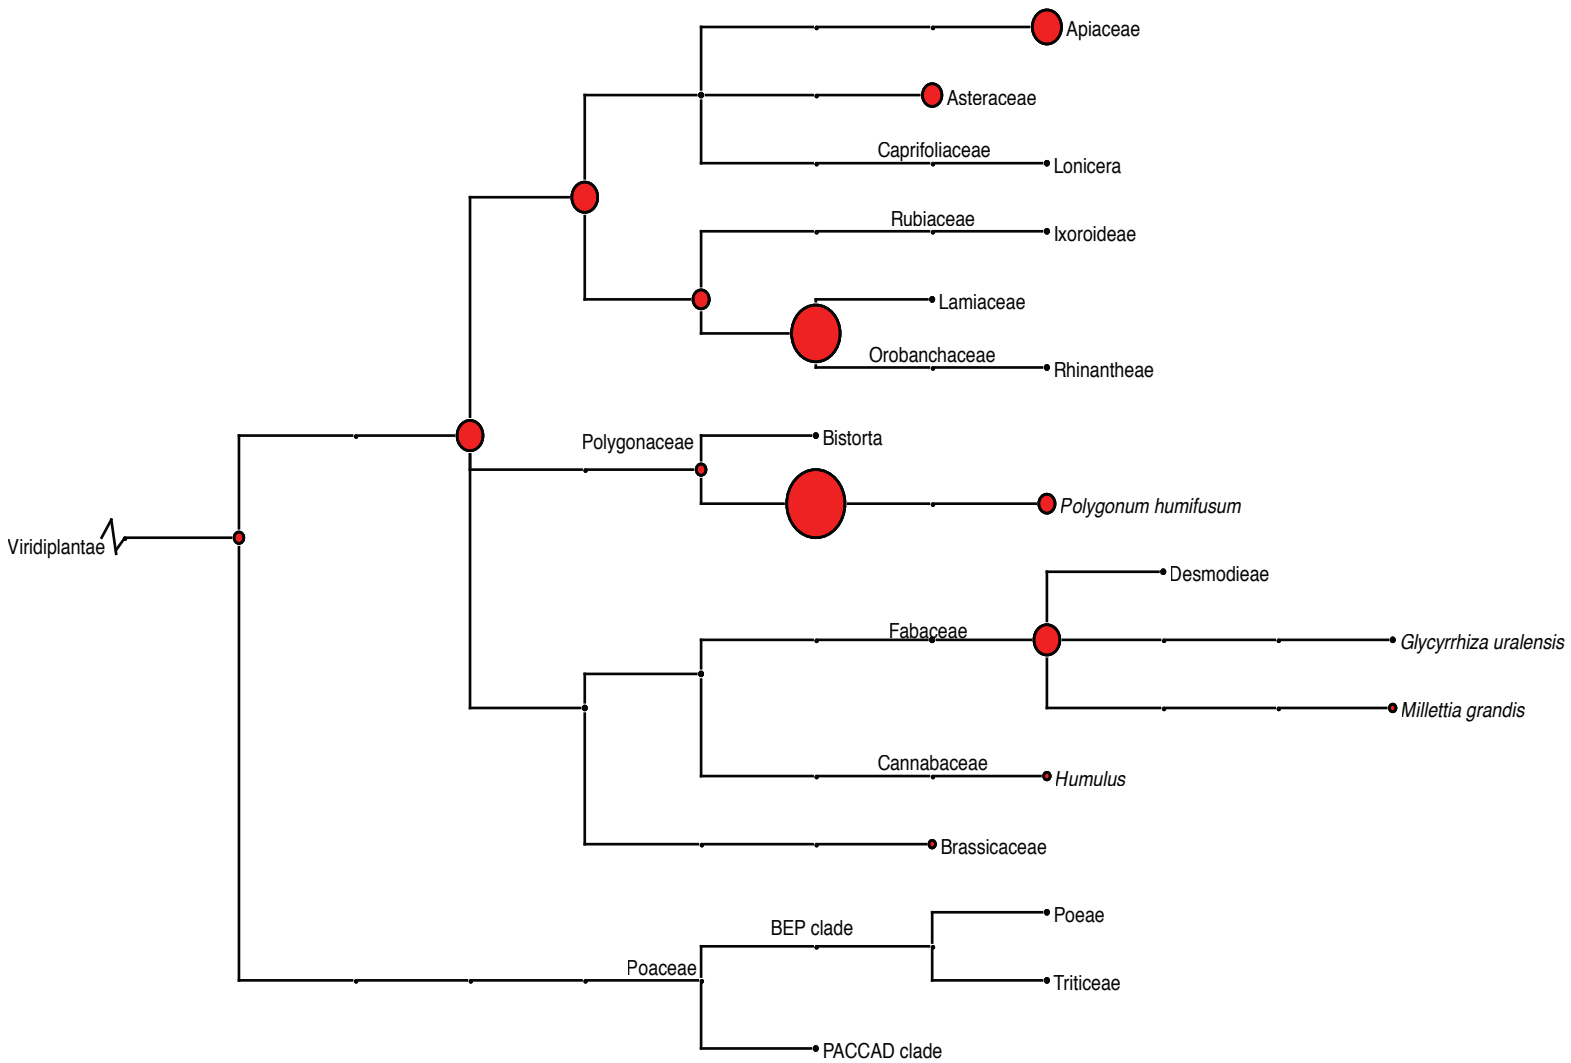 Apiaceae
Asteraceae
Caprifoliaceae
Lonicera
Rubiaceae
Ixoroideae
Lamiaceae
Orobanchaceae
Rhinantheae
Polygonaceae
Bistorta
Polygonum humifusum
Viridiplantae
Desmodieae
Fabaceae
Glycyrrhiza uralensis
Millettia grandis
Cannabaceae
Humulus
Brassicaceae
BEP clade
Poeae
Poaceae
Triticeae
PACCAD clade